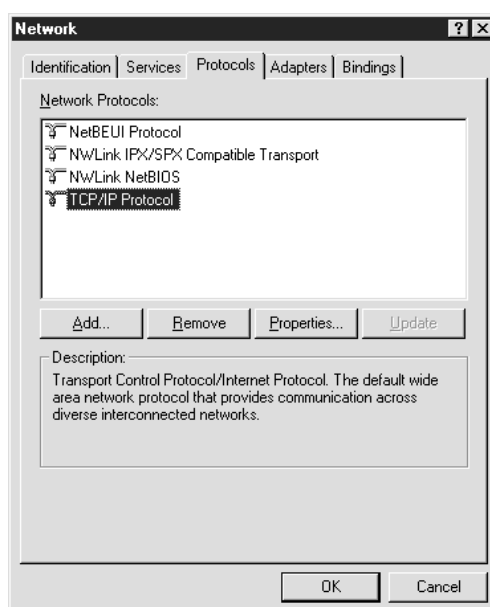 Network
Identification Services Protocols Adapters Bindings
Network Protocols:
NetBEUI Protocol
NWLink IPX/SPX Compatible Transport
NWLink NetBIOS
TCP/IP Protocol
Add... Remove Properties... Update
Description:
Transport Control Protocol/Internet Protocol. The default wide
area network protocol that provides communication across
diverse interconnected networks.
OK Cancel